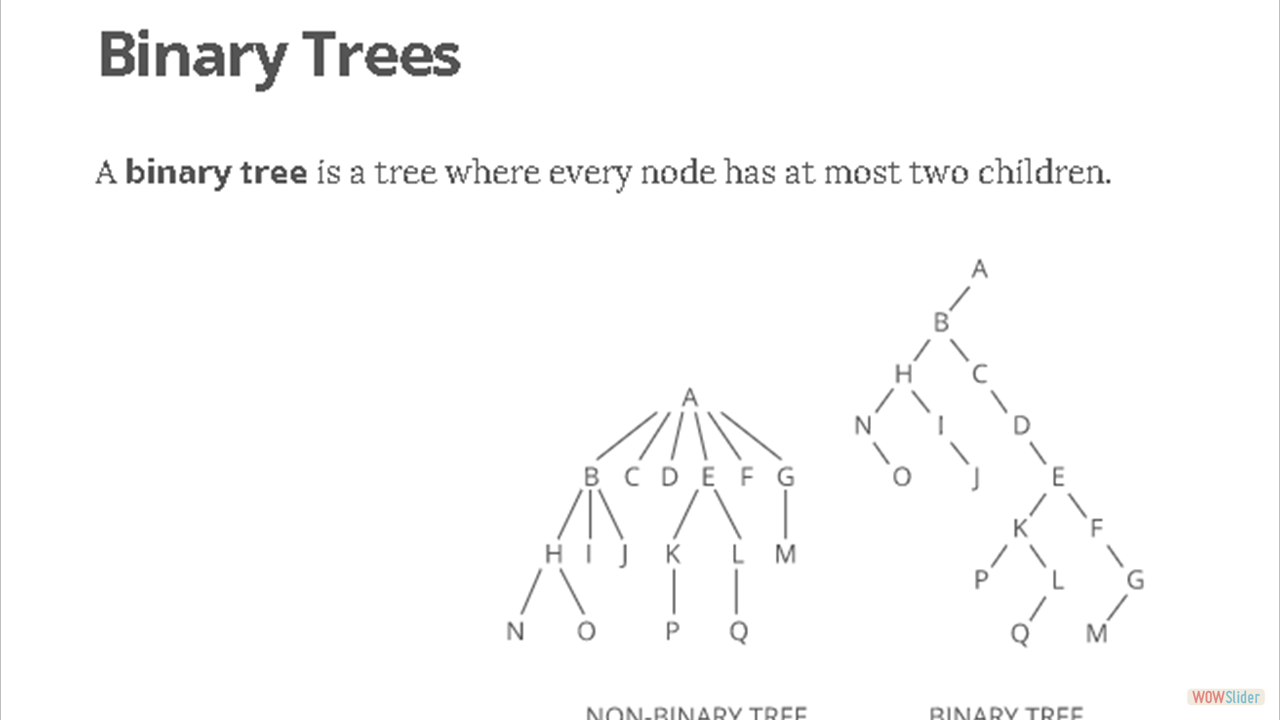 Binary Trees
A binary tree is a tree where every node has at most two children.
A
B
H C
A
N I D
B C D E F G
O J E
K F
H I J K L M
P L G
N O P Q
Q M
NON-BINARY TREE BINARY TREE
WOWSlider